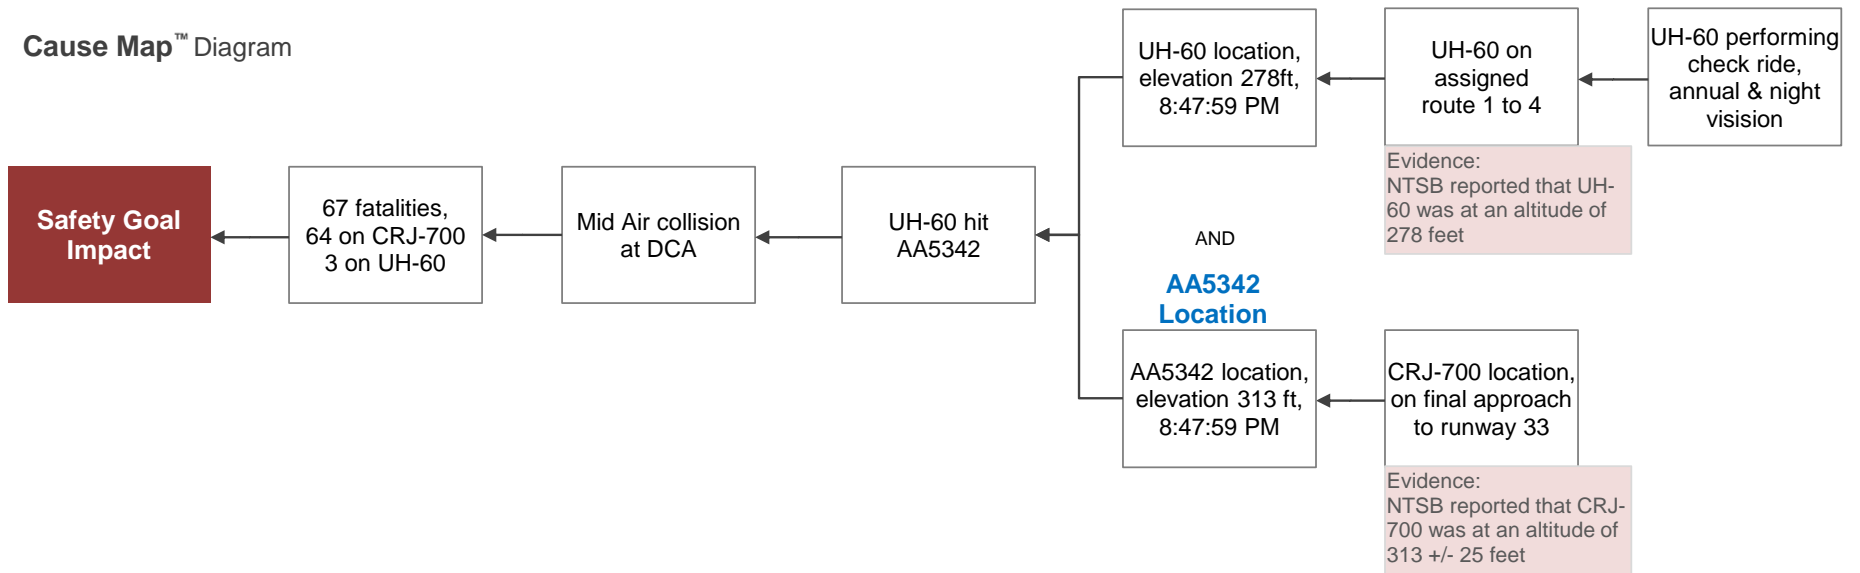 Cause Map™ Diagram
Safety Goal
Impact
67 fatalities,
64 on CRJ-700
3 on UH-60
Mid Air collision
at DCA
UH-60 hit
AA5342
UH-60 location,
elevation 278ft,
8:47:59 PM
UH-60 on
assigned
route 1 to 4
UH-60 performing
check ride,
annual & night
visision
Evidence:
NTSB reported that UH-
60 was at an altitude of
278 feet
AND
AA5342
Location
AA5342 location,
elevation 313 ft,
8:47:59 PM
CRJ-700 location,
on final approach
to runway 33
Evidence:
NTSB reported that CRJ-
700 was at an altitude of
313 +/- 25 feet